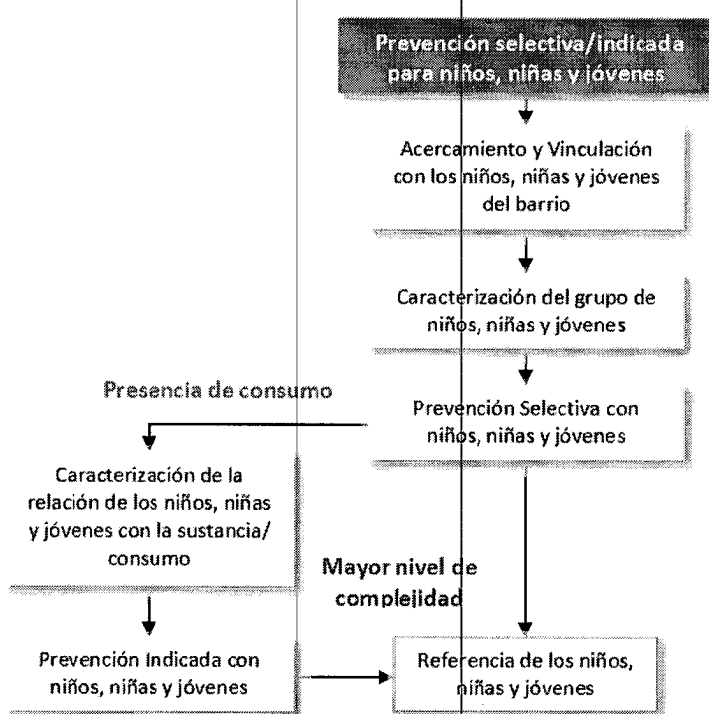 Prevención selectiva/indicada
para niños, niñas y jóvenes
Acercamiento y Vinculación
con los niños, niñas y jóvenes
del barrio
Caracterización del grupo de
niños, niñas y jóvenes
Presencia de consumo
Prevención Selectiva con
niños, niñas y jóvenes
Caracterización de la
relación de los niños, niñas
y jóvenes con la sustancia/
consumo
Mayor nivel de
complejidad
Prevención Indicada con
niños, niñas y jóvenes
Referencia de los niños,
niñas y jóvenes